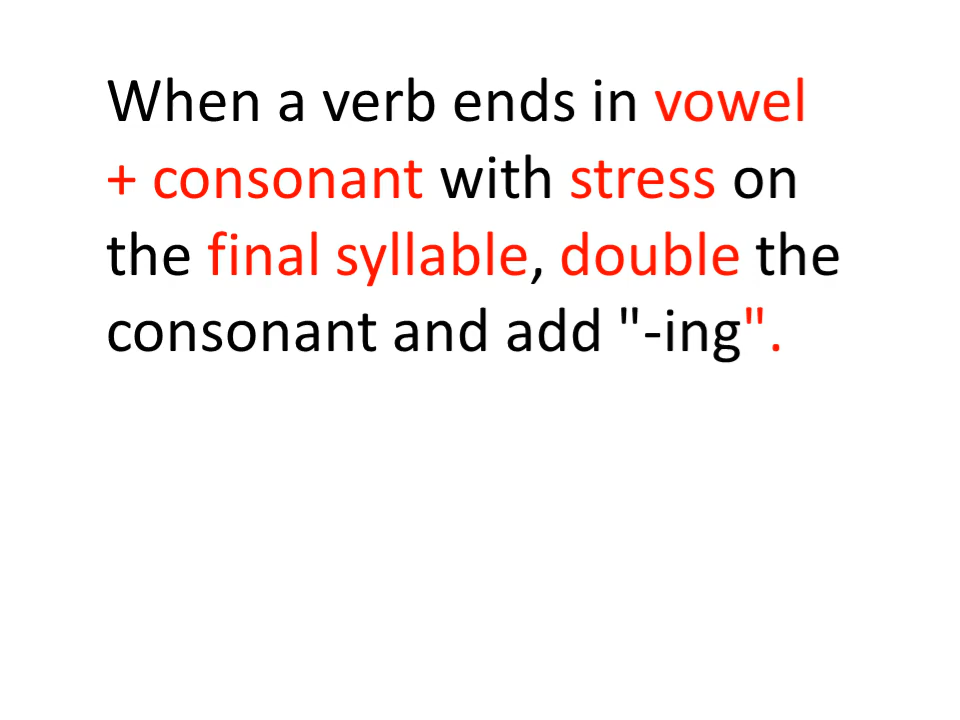 When a verb ends in vowel
+ consonant with stress on
the final syllable, double the
consonant and add "-ing".